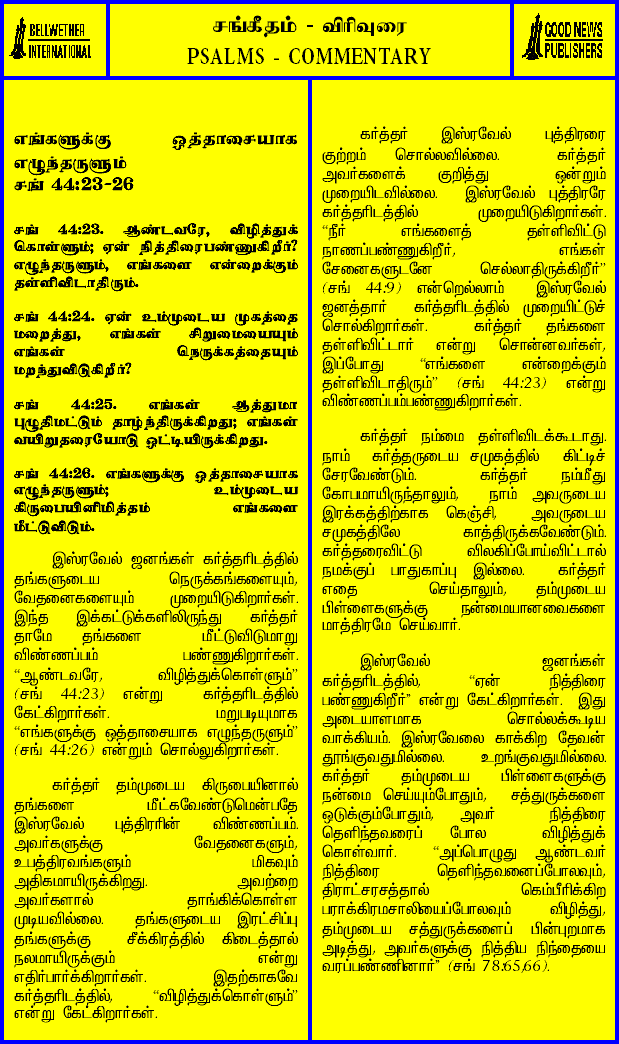 BELLWETHER
INTERNATIONAL
சங்கீதம் - விரிவுரை
PSALMS - COMMENTARY
GOOD NEWS
PUBLISHERS
எங்களுக்கு ஒத்தாசையாக
எழுந்தருளும்
சங் 44:23-26
சங் 44:23. ஆண்டவரே, விழித்துக்
கொள்ளும்; ஏன் நித்திரைபண்ணுகிறீர்?
எழுந்தருளும், எங்களை என்றைக்கும்
தள்ளிவிடாதிரும்.
சங் 44:24. ஏன் உம்முடைய முகத்தை
மறைத்து, எங்கள் சிறுமையையும்
எங்கள் நெருக்கத்தையும்
மறந்துவிடுகிறீர்?
சங் 44:25. எங்கள் ஆத்துமா
புழுதிமட்டும் தாழ்ந்திருக்கிறது; எங்கள்
வயிறுதரையோடு ஒட்டியிருக்கிறது.
சங் 44:26. எங்களுக்கு ஒத்தாசையாக
எழுந்தருளும்; உம்முடைய
கிருபையினிமித்தம் எங்களை
மீட்டுவிடும்.
இஸ்ரவேல் ஜனங்கள் கர்த்தரிடத்தில்
தங்களுடைய நெருக்கங்களையும்,
வேதனைகளையும் முறையிடுகிறார்கள்.
இந்த இக்கட்டுக்களிலிருந்து கர்த்தர்
தாமே தங்களை மீட்டுவிடுமாறு
விண்ணப்பம் பண்ணுகிறார்கள்.
“ஆண்டவரே, விழித்துக்கொள்ளும்”
(சங் 44:23) என்று கர்த்தரிடத்தில்
கேட்கிறார்கள். மறுபடியுமாக
“எங்களுக்கு ஒத்தாசையாக எழுந்தருளும்”
(சங் 44:26) என்றும் சொல்லுகிறார்கள்.
கர்த்தர் தம்முடைய கிருபையினால்
தங்களை மீட்கவேண்டுமென்பதே
இஸ்ரவேல் புத்திரரின் விண்ணப்பம்.
அவர்களுக்கு வேதனைகளும்,
உபத்திரவங்களும் மிகவும்
அதிகமாயிருக்கிறது. அவற்றை
அவர்களால் தாங்கிக்கொள்ள
முடியவில்லை. தங்களுடைய இரட்சிப்பு
தங்களுக்கு சீக்கிரத்தில் கிடைத்தால்
நலமாயிருக்கும் என்று
எதிர்பார்க்கிறார்கள். இதற்காகவே
கர்த்தரிடத்தில், “விழித்துக்கொள்ளும்”
என்று கேட்கிறார்கள்.
கர்த்தர் இஸ்ரவேல் புத்திரரை
குற்றம் சொல்லவில்லை. கர்த்தர்
அவர்களைக் குறித்து ஒன்றும்
முறையிடவில்லை. இஸ்ரவேல் புத்திரரே
கர்த்தரிடத்தில் முறையிடுகிறார்கள்.
“நீர் எங்களைத் தள்ளிவிட்டு
நாணப்பண்ணுகிறீர், எங்கள்
சேனைகளுடனே செல்லாதிருக்கிறீர்”
(சங் 44:9) என்றெல்லாம் இஸ்ரவேல்
ஜனத்தார் கர்த்தரிடத்தில் முறையிட்டுச்
சொல்கிறார்கள். கர்த்தர் தங்களை
தள்ளிவிட்டார் என்று சொன்னவர்கள்,
இப்போது “எங்களை என்றைக்கும்
தள்ளிவிடாதிரும்” (சங் 44:23) என்று
விண்ணப்பம்பண்ணுகிறார்கள்.
கர்த்தர் நம்மை தள்ளிவிடக்கூடாது.
நாம் கர்த்தருடைய சமுகத்தில் கிட்டிச்
சேரவேண்டும். கர்த்தர் நம்மீது
கோபமாயிருந்தாலும், நாம் அவருடைய
இரக்கத்திற்காக கெஞ்சி, அவருடைய
சமுகத்திலே காத்திருக்கவேண்டும்.
கர்த்தரைவிட்டு விலகிப்போய்விட்டால்
நமக்குப் பாதுகாப்பு இல்லை. கர்த்தர்
எதை செய்தாலும், தம்முடைய
பிள்ளைகளுக்கு நன்மையானவைகளை
மாத்திரமே செய்வார்.
இஸ்ரவேல் ஜனங்கள்
கர்த்தரிடத்தில், “ஏன் நித்திரை
பண்ணுகிறீர்” என்று கேட்கிறார்கள். இது
அடையாளமாக சொல்லக்கூடிய
வாக்கியம். இஸ்ரவேலை காக்கிற தேவன்
தூங்குவதுமில்லை. உறங்குவதுமில்லை.
கர்த்தர் தம்முடைய பிள்ளைகளுக்கு
நன்மை செய்யும்போதும், சத்துருக்களை
ஒடுக்கும்போதும், அவர் நித்திரை
தெளிந்தவரைப் போல விழித்துக்
கொள்வார். “அப்பொழுது ஆண்டவர்
நித்திரை தெளிந்தவனைப்போலவும்,
திராட்சரசத்தால் கெம்பீரிக்கிற
பராக்கிரமசாலியைப்போலவும் விழித்து,
தம்முடைய சத்துருக்களைப் பின்புறமாக
அடித்து, அவர்களுக்கு நித்திய நிந்தையை
வரப்பண்ணினார்” (சங் 78:65,66).